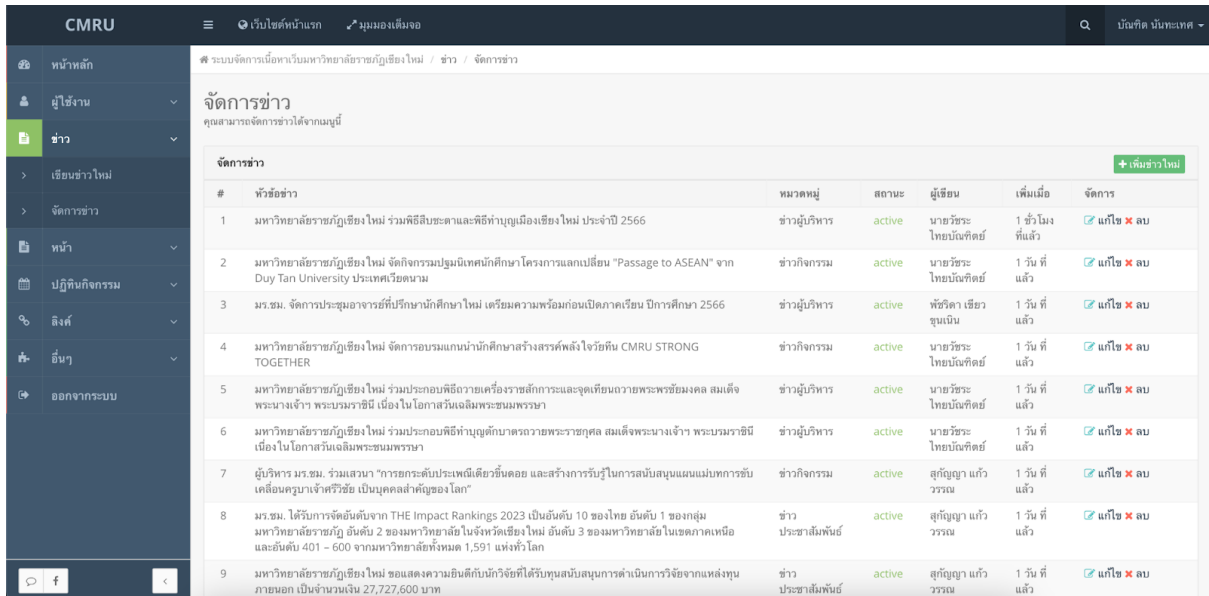 CMRU
เว็บไซต์หน้าแรก
มุมมองเต็มจอ
บัณฑิต นันทะเทศ
หน้าหลัก
ผู้ใช้งาน
ข่าว
เขียนข่าวใหม่
จัดการข่าว
หน้า
ปฏิทินกิจกรรม
ลิงค์
อื่นๆ
ออกจากระบบ
ระบบจัดการเนื้อหาเว็บมหาวิทยาลัยราชภัฏเชียงใหม่ / ข่าว / จัดการข่าว
จัดการข่าว
คุณสามารถจัดการข่าวได้จากเมนูนี้
จัดการข่าว
เพิ่มข่าวใหม่
# หัวข้อข่าว หมวดหมู่ สถานะ ผู้เขียน เพิ่มเมื่อ จัดการ
1 มหาวิทยาลัยราชภัฏเชียงใหม่ ร่วมพิธีสืบชะตาและพิธีทำบุญเมืองเชียงใหม่ ประจำปี 2566 ข่าวผู้บริหาร active นายวัชระ 1 ชั่วโมง แก้ไข ลบ
ไทยบัณฑิตย์ ที่แล้ว
2 มหาวิทยาลัยราชภัฏเชียงใหม่ จัดกิจกรรมปฐมนิเทศนักศึกษาโครงการแลกเปลี่ยน "Passage to ASEAN" จาก ข่าวกิจกรรม active นายวัชระ 1 วัน ที่ แก้ไข ลบ
Duy Tan University ประเทศเวียดนาม ไทยบัณฑิตย์ แล้ว
3 มร.ชม. จัดการประชุมอาจารย์ที่ปรึกษานักศึกษาใหม่ เตรียมความพร้อมก่อนเปิดภาคเรียน ปีการศึกษา 2566 ข่าวผู้บริหาร active พัชริดา เขียว 1 วัน ที่ แก้ไข ลบ
ขุนเนิน แล้ว
4 มหาวิทยาลัยราชภัฏเชียงใหม่ จัดการอบรมแกนนำนักศึกษาสร้างสรรค์พลังใจวัยทีน CMRU STRONG ข่าวกิจกรรม active นายวัชระ 1 วัน ที่ แก้ไข ลบ
TOGETHER ไทยบัณฑิตย์ แล้ว
5 มหาวิทยาลัยราชภัฏเชียงใหม่ ร่วมประกอบพิธีถวายเครื่องราชสักการะและจุดเทียนถวายพระพรชัยมงคล สมเด็จ ข่าวผู้บริหาร active นายวัชระ 1 วัน ที่ แก้ไข ลบ
พระนางเจ้าฯ พระบรมราชินี เนื่องในโอกาสวันเฉลิมพระชนมพรรษา ไทยบัณฑิตย์ แล้ว
6 มหาวิทยาลัยราชภัฏเชียงใหม่ ร่วมประกอบพิธีทำบุญตักบาตรถวายพระราชกุศล สมเด็จพระนางเจ้าฯ พระบรมราชินี ข่าวผู้บริหาร active นายวัชระ 1 วัน ที่ แก้ไข ลบ
เนื่องในโอกาสวันเฉลิมพระชนมพรรษา ไทยบัณฑิตย์ แล้ว
7 ผู้บริหาร มร.ชม. ร่วมเสวนา “การยกระดับประเพณีเตียวขึ้นดอย และสร้างการรับรู้ในการสนับสนุนแผนแม่บทการขับ ข่าวกิจกรรม active สุกัญญา แก้ว 1 วัน ที่ แก้ไข ลบ
เคลื่อนครูบาเจ้าศรีวิชัย เป็นบุคคลสำคัญของโลก” วรรณ แล้ว
8 มร.ชม. ได้รับการจัดอันดับจาก THE Impact Rankings 2023 เป็นอันดับ 10 ของไทย อันดับ 1 ของกลุ่ม ข่าว active สุกัญญา แก้ว 1 วัน ที่ แก้ไข ลบ
มหาวิทยาลัยราชภัฏ อันดับ 2 ของมหาวิทยาลัยในจังหวัดเชียงใหม่ อันดับ 3 ของมหาวิทยาลัยในเขตภาคเหนือ ประชาสัมพันธ์ วรรณ แล้ว
และอันดับ 401 – 600 จากมหาวิทยาลัยทั้งหมด 1,591 แห่งทั่วโลก
9 มหาวิทยาลัยราชภัฏเชียงใหม่ ขอแสดงความยินดีกับนักวิจัยที่ได้รับทุนสนับสนุนการดำเนินการวิจัยจากแหล่งทุน ข่าว active สุกัญญา แก้ว 1 วัน ที่ แก้ไข ลบ
ภายนอก เป็นจำนวนเงิน 27,727,600 บาท ประชาสัมพันธ์ วรรณ แล้ว